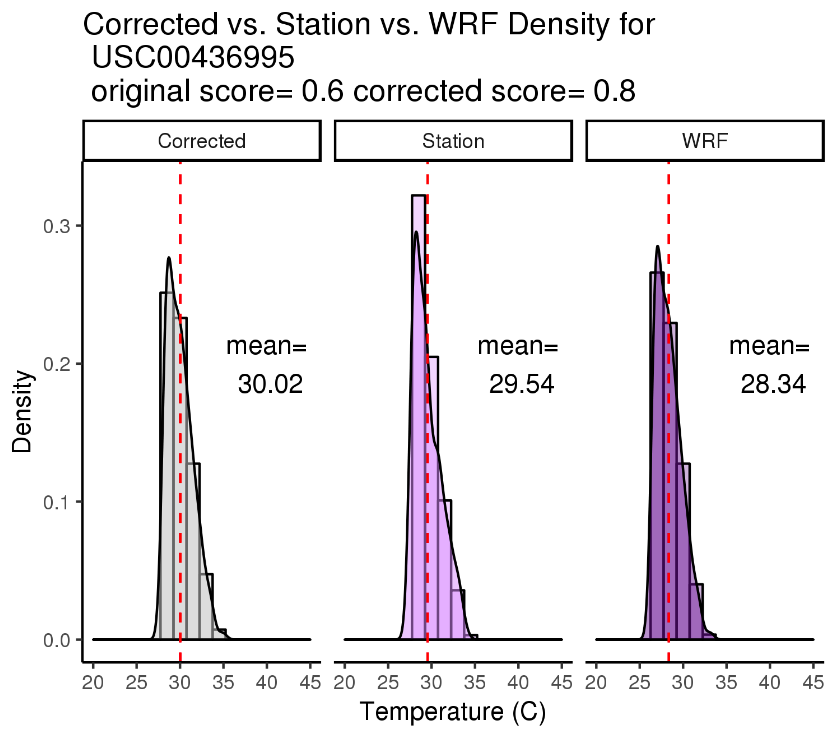 Corrected vs. Station vs. WRF Density for
USC00436995
original score= 0.6 corrected score= 0.8
Corrected
Station
WRF
0.3
0.2
0.1
0.0
Density
mean=
30.02
mean=
29.54
mean=
28.34
20 25 30 35 40 45
20 25 30 35 40 45
20 25 30 35 40 45
Temperature (C)